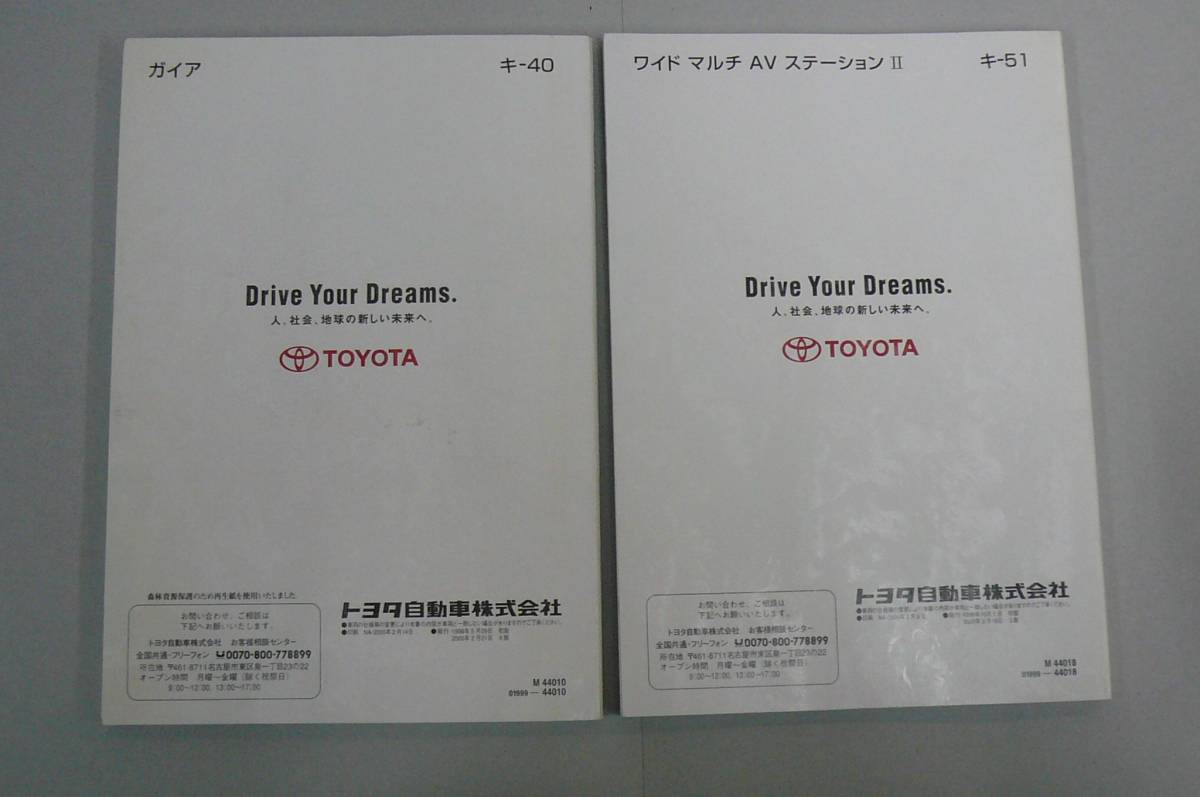 ガイア キ-40
Drive Your Dreams.
人、社会、地球の新しい未来へ。
TOYOTA
森林資源保護のため再生紙を使用いたしました。
お問い合わせ、ご相談は
下記へお願いいたします。
トヨタ自動車株式会社 お客様相談センター
全国共通・フリーフォン 0070-800-778899
所在地 〒461-8711名古屋市東区泉一丁目23の22
オープン時間 月曜〜金曜(除く祝祭日)
9:00〜12:00, 13:00〜17:00
トヨタ自動車株式会社
M 44010
01999―44010
ワイド マルチ AV ステーション II キ-51
Drive Your Dreams.
人、社会、地球の新しい未来へ。
TOYOTA
お問い合わせ、ご相談は
下記へお願いいたします。
トヨタ自動車株式会社 お客様相談センター
全国共通・フリーフォン 0070-800-778899
所在地 〒461-8711名古屋市東区泉一丁目23の22
オープン時間 月曜〜金曜(除く祝祭日)
9:00〜12:00, 13:00〜17:00
トヨタ自動車株式会社
M 44018
01999―44018